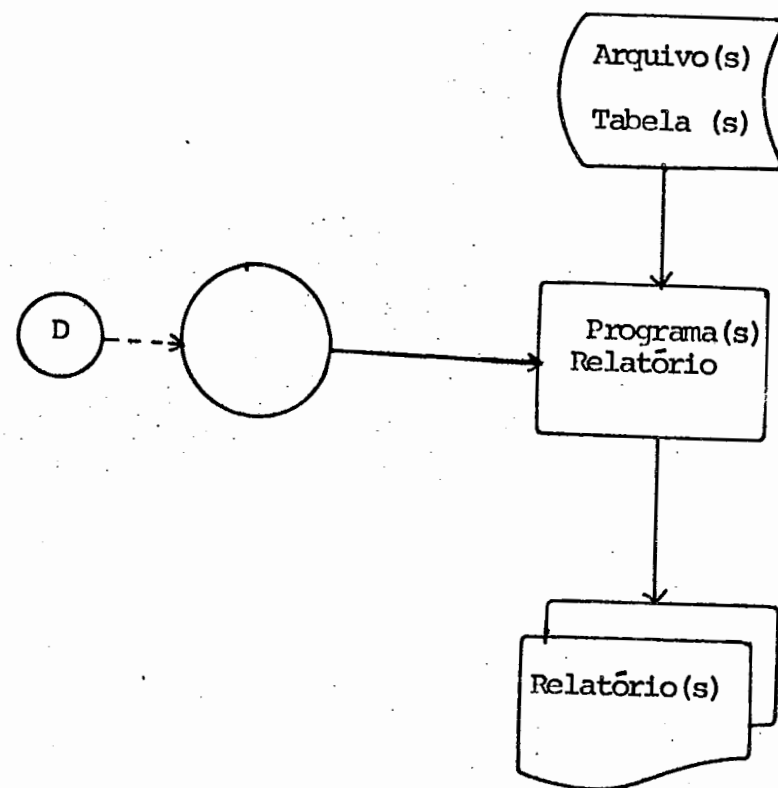 Arquivo(s)
Tabela (s)
D
Programa(s)
Relatório
Relatório(s)